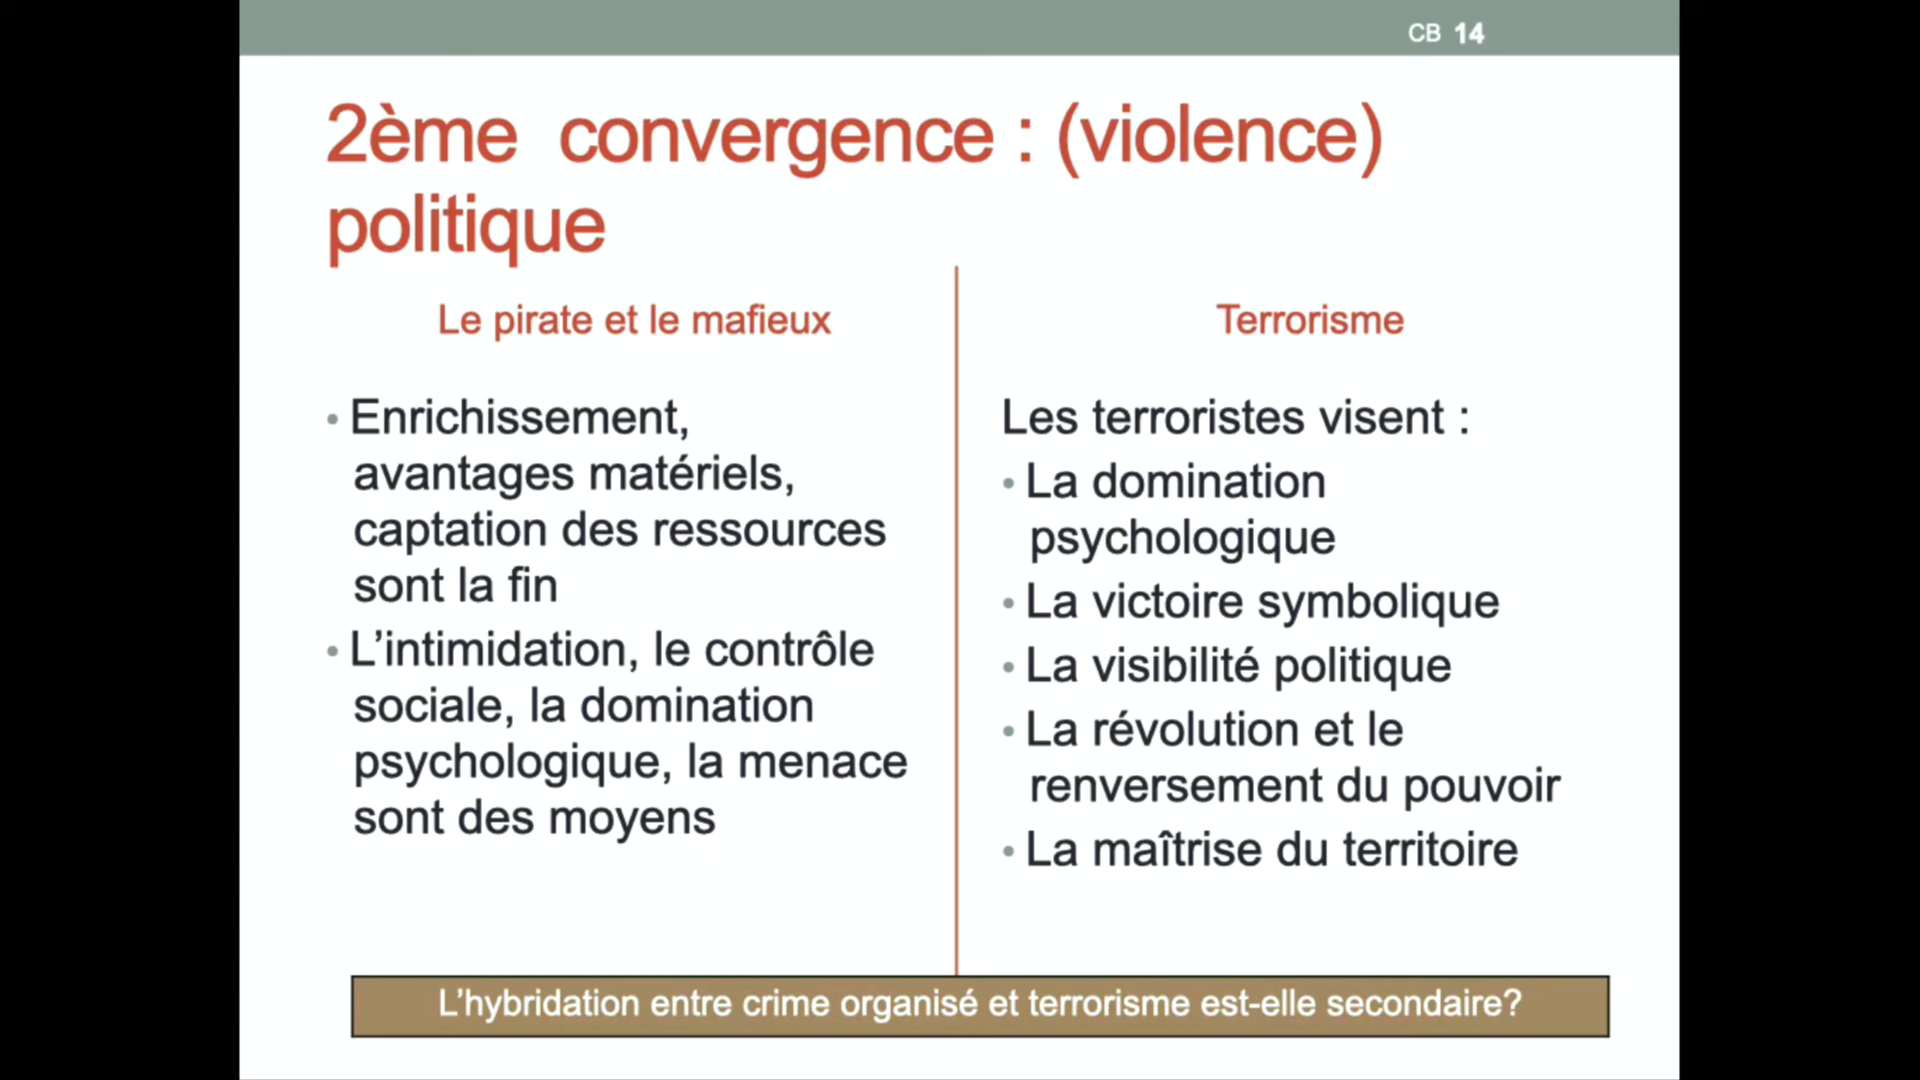 CB 14
2ème convergence : (violence)
politique
Le pirate et le mafieux
• Enrichissement,
avantages matériels,
captation des ressources
sont la fin
• L’intimidation, le contrôle
sociale, la domination
psychologique, la menace
sont des moyens
Terrorisme
Les terroristes visent :
• La domination
psychologique
• La victoire symbolique
• La visibilité politique
• La révolution et le
renversement du pouvoir
• La maîtrise du territoire
L’hybridation entre crime organisé et terrorisme est-elle secondaire?